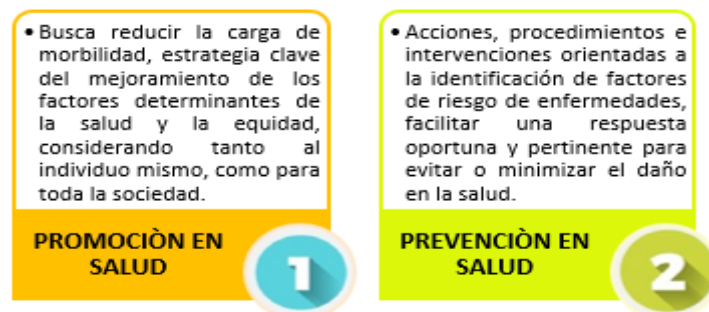 • Busca reducir la carga de
morbilidad, estrategia clave
del mejoramiento de los
factores determinantes de
la salud y la equidad,
considerando tanto al
individuo mismo, como para
toda la sociedad.
PROMOCIÒN EN
SALUD
1
• Acciones, procedimientos e
intervenciones orientadas a
la identificación de factores
de riesgo de enfermedades,
facilitar una respuesta
oportuna y pertinente para
evitar o minimizar el daño
en la salud.
PREVENCIÒN EN
SALUD
2